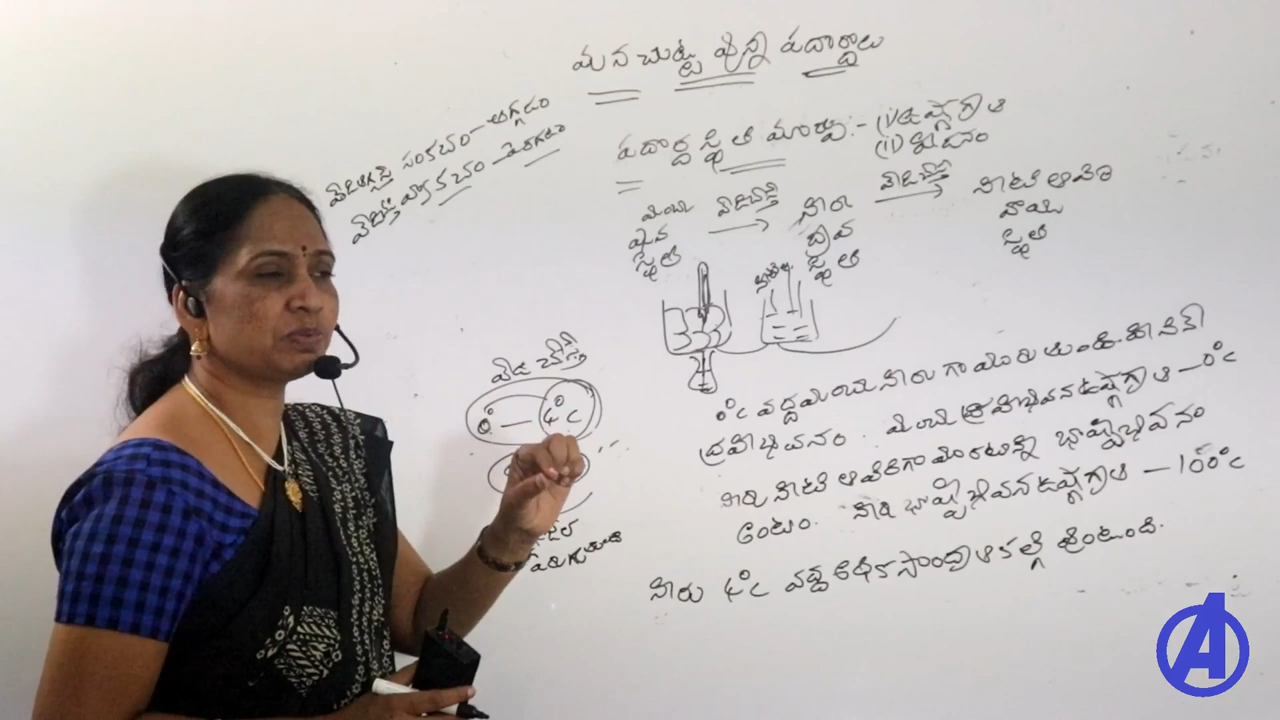 మన చుట్టూ ఉన్న పదార్థాలు
పదార్థ స్థితి మార్పు:- (i) ఉష్ణోగ్రత
(ii) పీడనం
సంకోచం - తగ్గడం
వేడిచేస్తే వ్యాకోచం - పెరగడం
మంచు వేడిచేస్తే నీరు వేడిచేస్తే నీటి ఆవిరి
ఘన ద్రవ వాయు
స్థితి స్థితి స్థితి
వేడి చేస్తే
0°c — 4°c
పెరుగుతుంది
0°c వద్ద మంచు నీరుగా మారుతుంది. దానినే
ద్రవీభవనం. మంచు ద్రవీభవన ఉష్ణోగ్రత — 0°c
నీరు నీటి ఆవిరిగా మారటాన్ని భాష్పీభవనం
అంటాం. నీటి భాష్పీభవన ఉష్ణోగ్రత — 100°c
నీరు 4°c వద్ద అధిక సాంద్రత కల్గి ఉంటుంది.